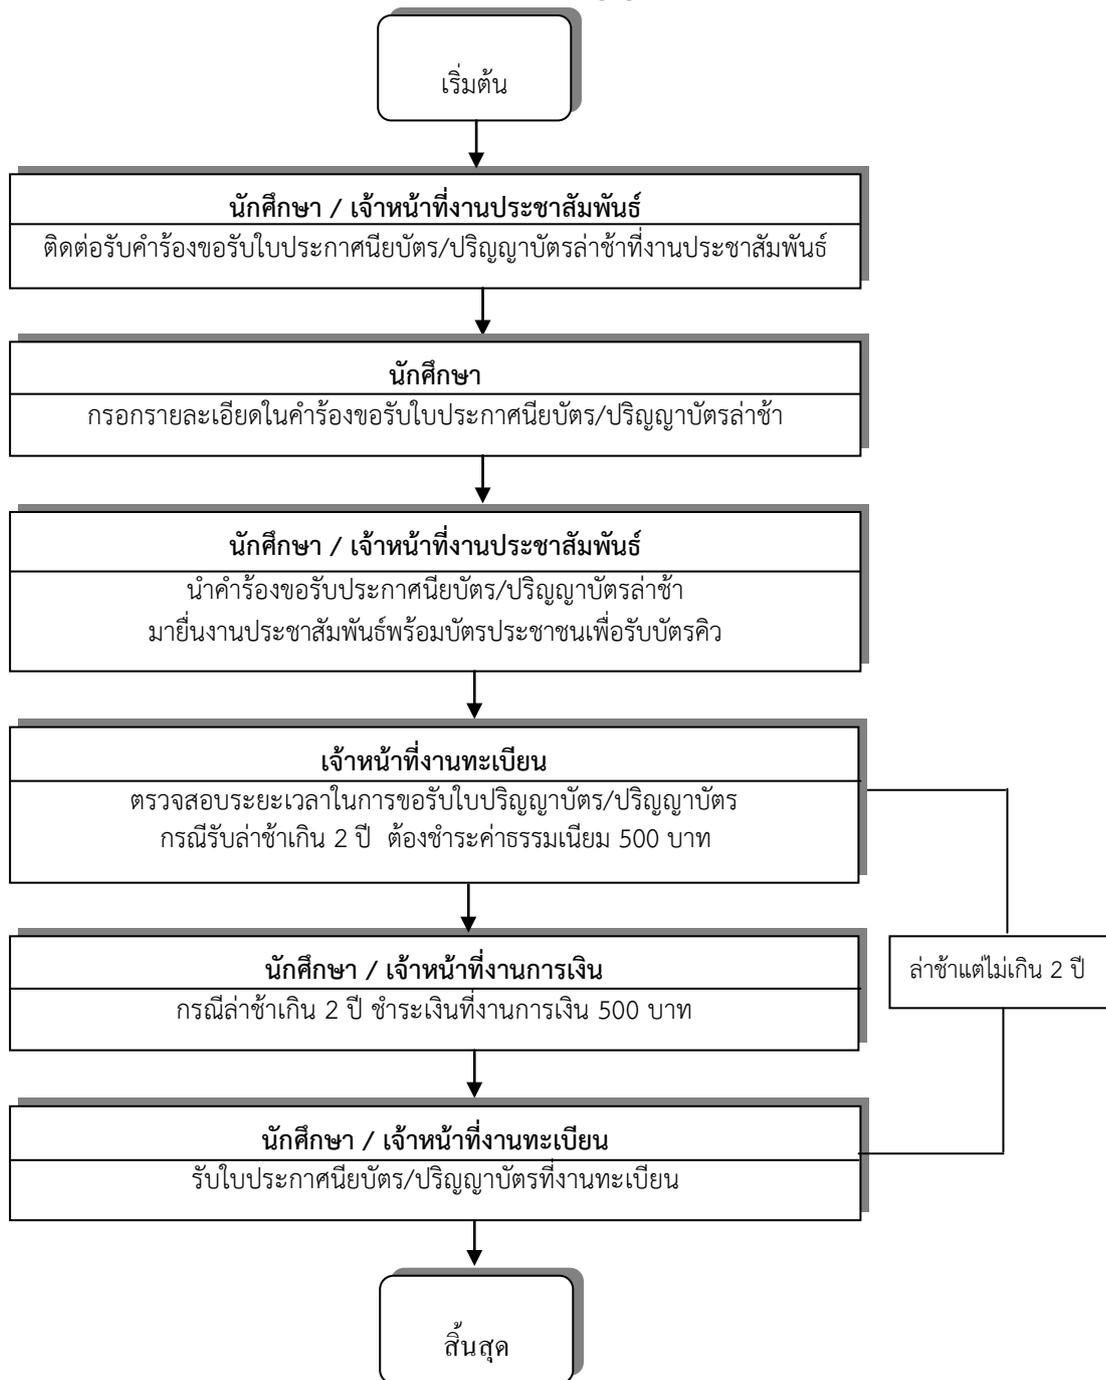 เริ่มต้น
นักศึกษา / เจ้าหน้าที่งานประชาสัมพันธ์
ติดต่อรับคำร้องขอรับใบประกาศนียบัตร/ปริญญาบัตรล่าช้าที่งานประชาสัมพันธ์
นักศึกษา
กรอกรายละเอียดในคำร้องขอรับใบประกาศนียบัตร/ปริญญาบัตรล่าช้า
นักศึกษา / เจ้าหน้าที่งานประชาสัมพันธ์
นำคำร้องขอรับประกาศนียบัตร/ปริญญาบัตรล่าช้า
มายื่นงานประชาสัมพันธ์พร้อมบัตรประชาชนเพื่อรับบัตรคิว
เจ้าหน้าที่งานทะเบียน
ตรวจสอบระยะเวลาในการขอรับใบปริญญาบัตร/ปริญญาบัตร
กรณีรับล่าช้าเกิน 2 ปี ต้องชำระค่าธรรมเนียม 500 บาท
นักศึกษา / เจ้าหน้าที่งานการเงิน
กรณีล่าช้าเกิน 2 ปี ชำระเงินที่งานการเงิน 500 บาท
ล่าช้าแต่ไม่เกิน 2 ปี
นักศึกษา / เจ้าหน้าที่งานทะเบียน
รับใบประกาศนียบัตร/ปริญญาบัตรที่งานทะเบียน
สิ้นสุด